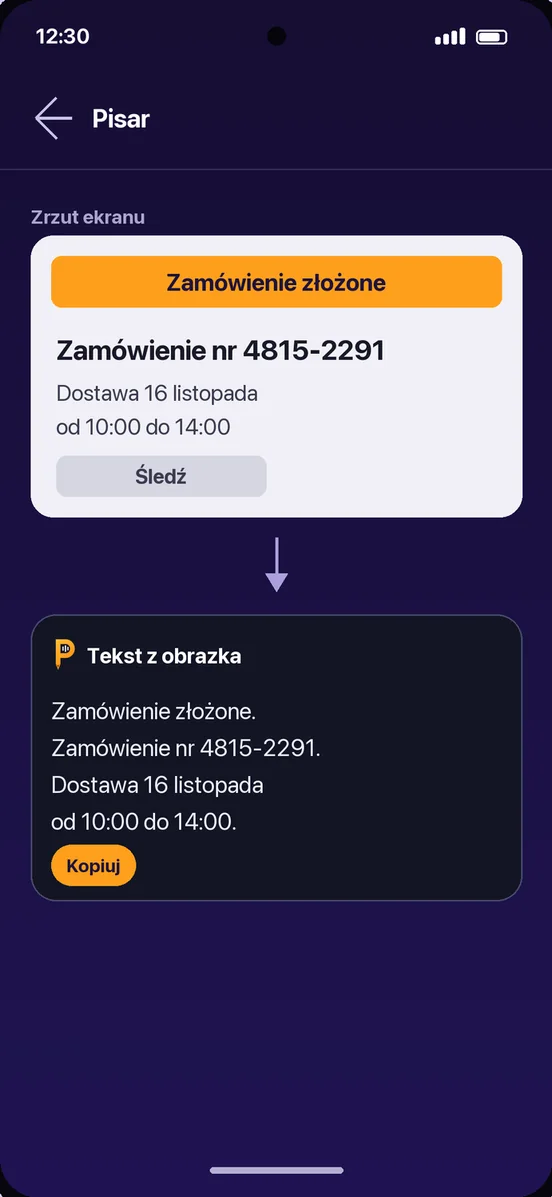 12:30
Pisar
Zrzut ekranu
Zamówienie złożone
Zamówienie nr 4815-2291
Dostawa 16 listopada
od 10:00 do 14:00
Śledź
Tekst z obrazka
Zamówienie złożone.
Zamówienie nr 4815-2291.
Dostawa 16 listopada
od 10:00 do 14:00.
Kopiuj